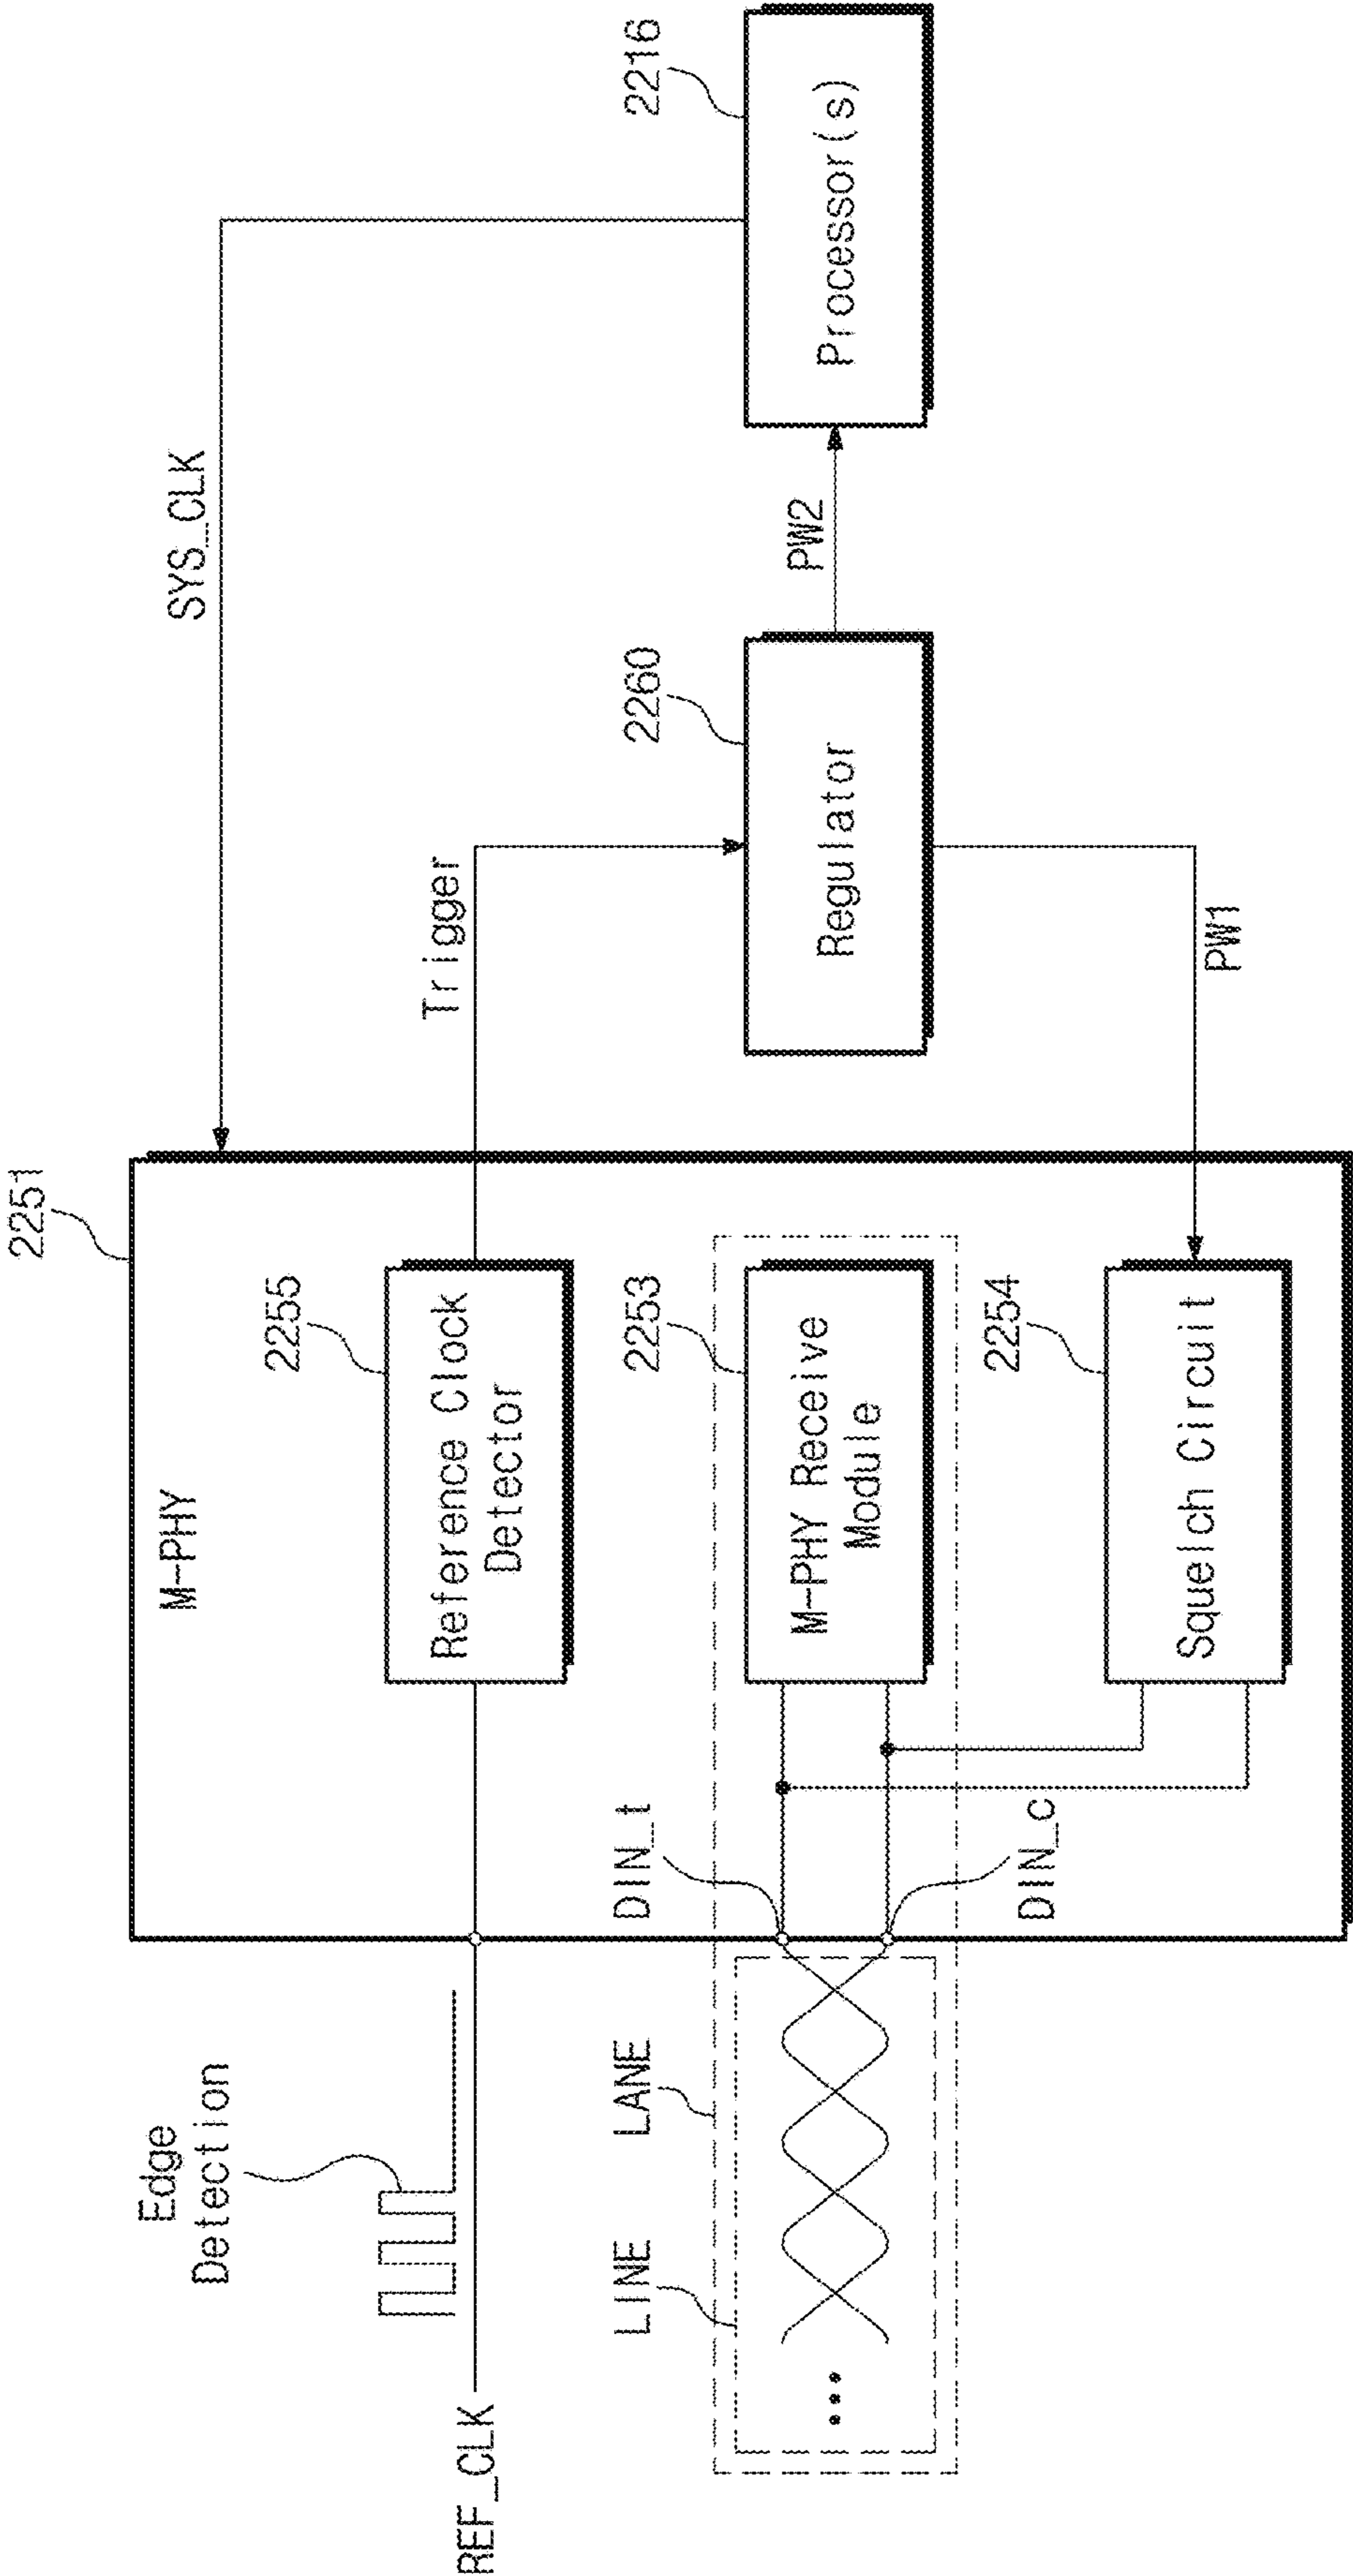 2251
M-PHY
SYS_CLK
Edge
Detection
REF_CLK
2255
Reference Clock
Detector
Trigger
LINE
LANE
DIN_t
2253
M-PHY Receive
Module
2260
Regulator
PW2
2216
Processor(s)
DIN_c
2254
Squelch Circuit
PW1